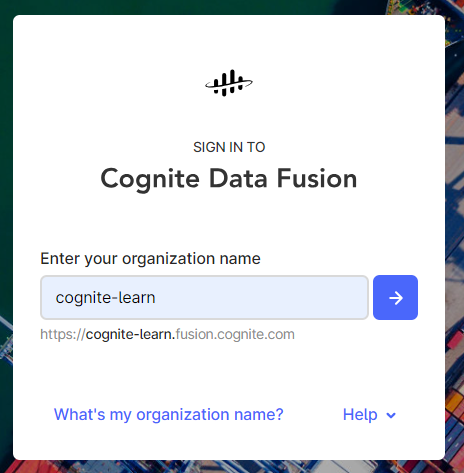 SIGN IN TO
Cognite Data Fusion
Enter your organization name
cognite-learn
https://cognite-learn.fusion.cognite.com
What's my organization name?
Help